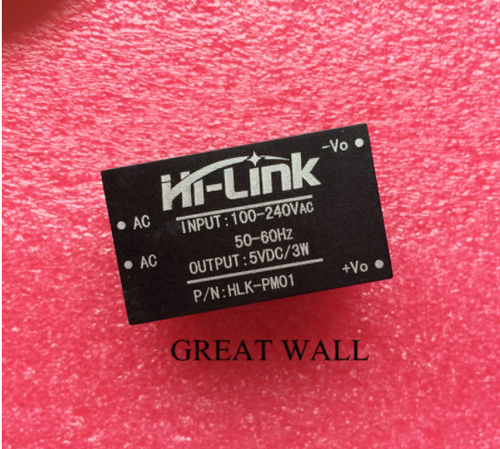 -Vo
Hi-Link
AC
INPUT:100-240VAC
50-60Hz
AC
OUTPUT:5VDC/3W
+Vo
P/N:HLK-PM01
GREAT WALL